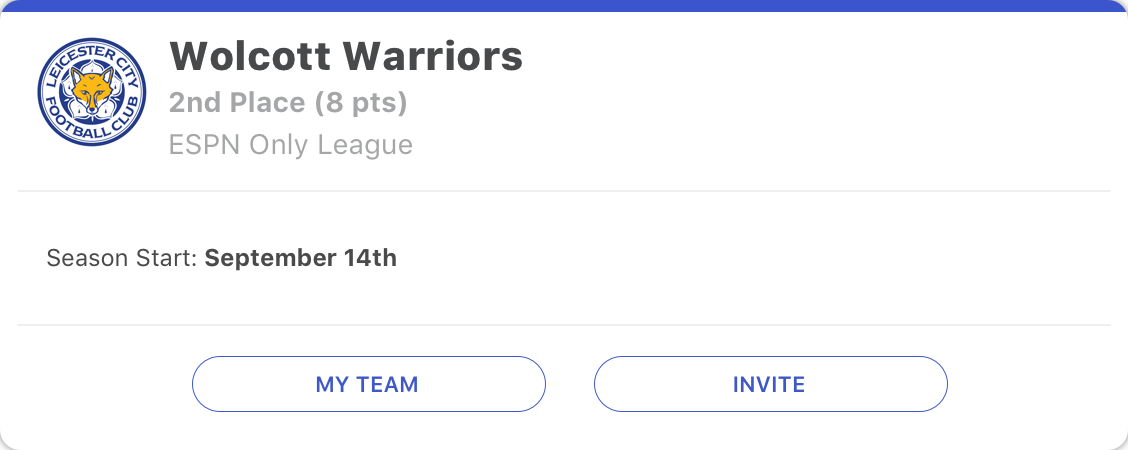 LEICESTER CITY
FOOTBALL CLUB
Wolcott Warriors
2nd Place (8 pts)
ESPN Only League
Season Start: September 14th
MY TEAM
INVITE